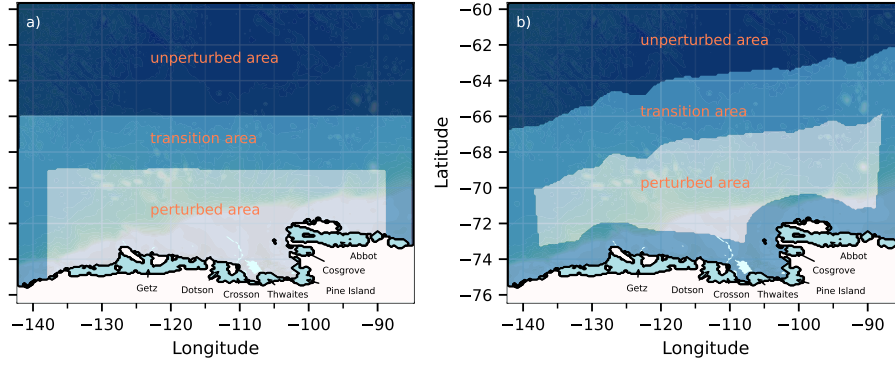 a)
unperturbed area
transition area
perturbed area
Abbot
Cosgrove
Pine Island
Getz
Dotson
Crosson
Thwaites
−140
−130
−120
−110
−100
−90
Longitude
b)
unperturbed area
transition area
perturbed area
Abbot
Cosgrove
Pine Island
Getz
Dotson
Crosson
Thwaites
−60
−62
−64
−66
−68
−70
−72
−74
−76
Latitude
−140
−130
−120
−110
−100
−90
Longitude